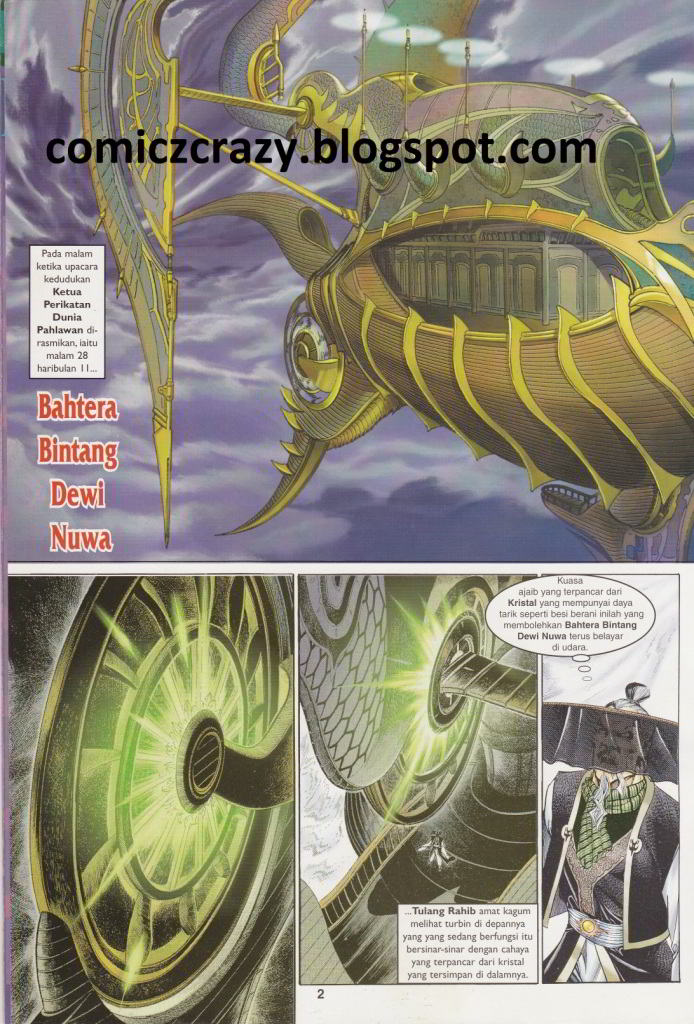 comiczcrazy.blogspot.com
Pada malam
ketika upacara
kedudukan
Ketua
Perikatan
Dunia
Pahlawan di-
rasmikan, iaitu
malam 28
haribulan 11...
Bahtera
Bintang
Dewi
Nuwa
Kuasa
ajaib yang terpancar dari
Kristal yang mempunyai daya
tarik seperti besi berani inilah yang
membolehkan Bahtera Bintang
Dewi Nuwa terus belayar
di udara.
...Tulang Rahib amat kagum
melihat turbin di depannya
yang yang sedang berfungsi itu
bersinar-sinar dengan cahaya
yang terpancar dari kristal
yang tersimpan di dalamnya.
2